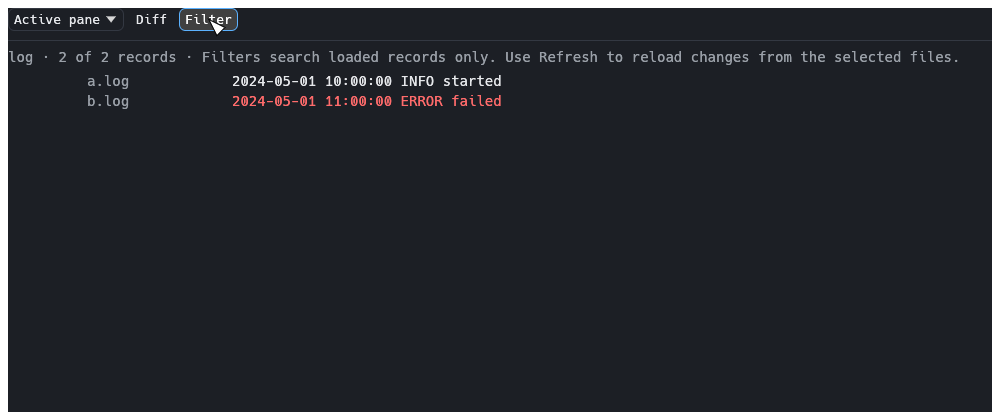 Active pane Diff Filter
log · 2 of 2 records · Filters search loaded records only. Use Refresh to reload changes from the selected files.
a.log 2024-05-01 10:00:00 INFO started
b.log 2024-05-01 11:00:00 ERROR failed